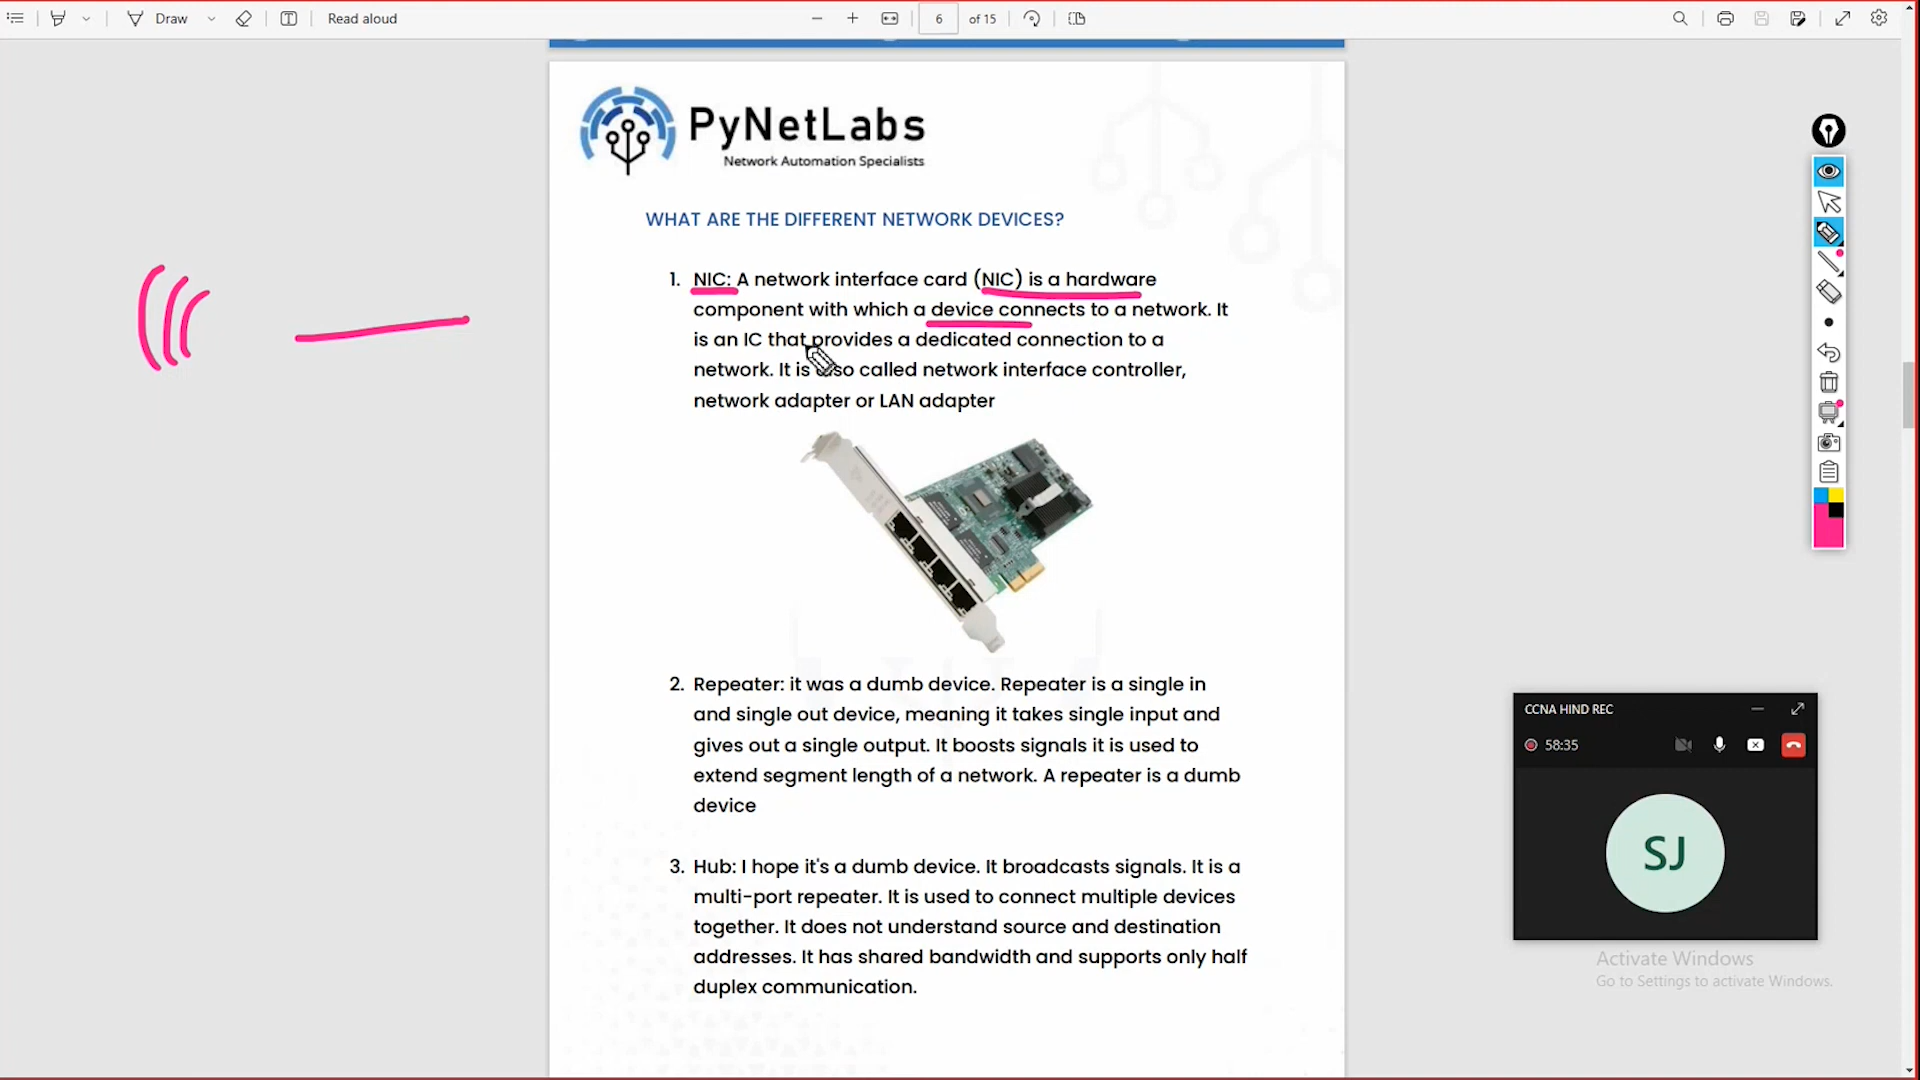 Draw
Read aloud
6
of 15
PyNetLabs
Network Automation Specialists
WHAT ARE THE DIFFERENT NETWORK DEVICES?
1. NIC: A network interface card (NIC) is a hardware
component with which a device connects to a network. It
is an IC that provides a dedicated connection to a
network. It is also called network interface controller,
network adapter or LAN adapter
2. Repeater: it was a dumb device. Repeater is a single in
and single out device, meaning it takes single input and
gives out a single output. It boosts signals it is used to
extend segment length of a network. A repeater is a dumb
device
3. Hub: I hope it's a dumb device. It broadcasts signals. It is a
multi-port repeater. It is used to connect multiple devices
together. It does not understand source and destination
addresses. It has shared bandwidth and supports only half
duplex communication.
CCNA HIND REC
58:35
SJ
Activate Windows
Go to Settings to activate Windows.